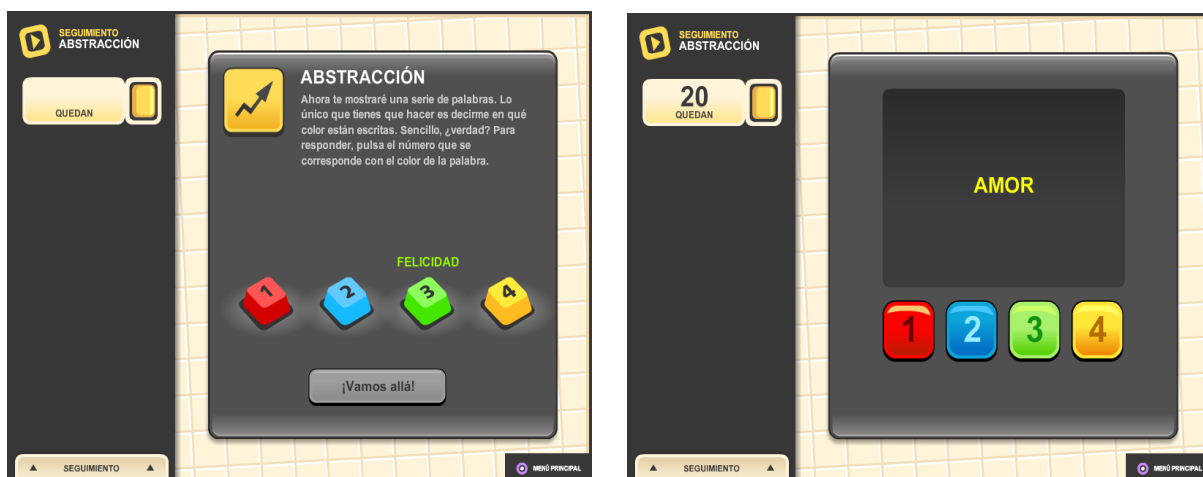 SEGUIMIENTO
ABSTRACCIÓN
QUEDAN
ABSTRACCIÓN
Ahora te mostraré una serie de palabras. Lo
único que tienes que hacer es decirme en qué
color están escritas. Sencillo, ¿verdad? Para
responder, pulsa el número que se
corresponde con el color de la palabra.
FELICIDAD
1 2 3 4
¡Vamos allá!
SEGUIMIENTO
MENÚ PRINCIPAL
SEGUIMIENTO
ABSTRACCIÓN
20
QUEDAN
AMOR
1 2 3 4
SEGUIMIENTO
MENÚ PRINCIPAL